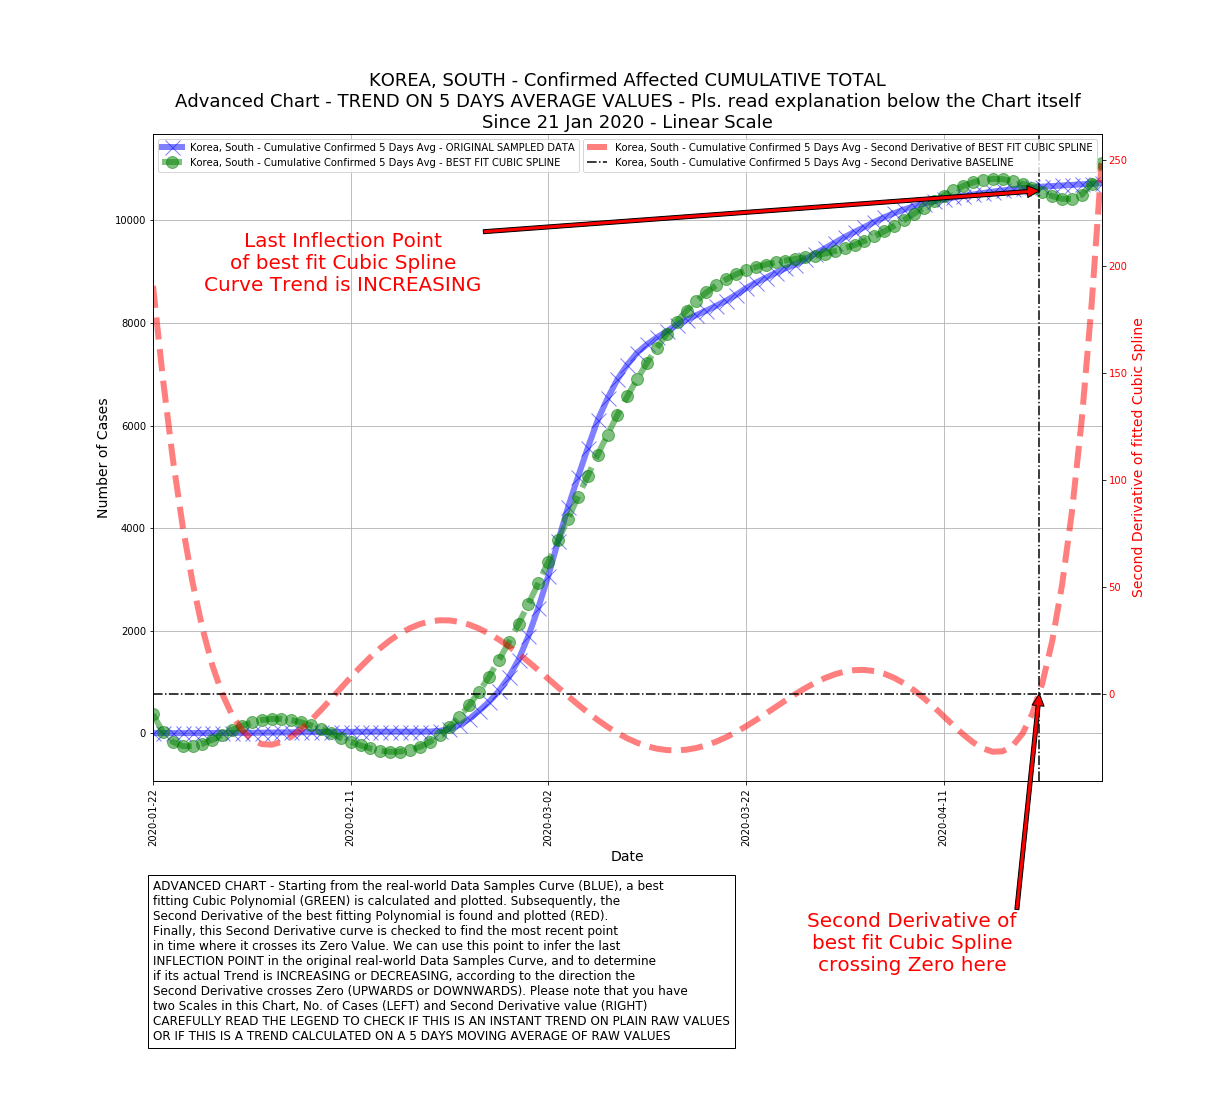 KOREA, SOUTH - Confirmed Affected CUMULATIVE TOTAL
Advanced Chart - TREND ON 5 DAYS AVERAGE VALUES - Pls. read explanation below the Chart itself
Since 21 Jan 2020 - Linear Scale
Korea, South - Cumulative Confirmed 5 Days Avg - ORIGINAL SAMPLED DATA
Korea, South - Cumulative Confirmed 5 Days Avg - BEST FIT CUBIC SPLINE
Korea, South - Cumulative Confirmed 5 Days Avg - Second Derivative of BEST FIT CUBIC SPLINE
Korea, South - Cumulative Confirmed 5 Days Avg - Second Derivative BASELINE
Last Inflection Point
of best fit Cubic Spline
Curve Trend is INCREASING
Number of Cases
10000
8000
6000
4000
2000
0
250
200
150
100
50
0
Second Derivative of fitted Cubic Spline
2020-01-22
2020-02-11
2020-03-02
2020-03-22
2020-04-11
Date
ADVANCED CHART - Starting from the real-world Data Samples Curve (BLUE), a best
fitting Cubic Polynomial (GREEN) is calculated and plotted. Subsequently, the
Second Derivative of the best fitting Polynomial is found and plotted (RED).
Finally, this Second Derivative curve is checked to find the most recent point
in time where it crosses its Zero Value. We can use this point to infer the last
INFLECTION POINT in the original real-world Data Samples Curve, and to determine
if its actual Trend is INCREASING or DECREASING, according to the direction the
Second Derivative crosses Zero (UPWARDS or DOWNWARDS). Please note that you have
two Scales in this Chart, No. of Cases (LEFT) and Second Derivative value (RIGHT)
CAREFULLY READ THE LEGEND TO CHECK IF THIS IS AN INSTANT TREND ON PLAIN RAW VALUES
OR IF THIS IS A TREND CALCULATED ON A 5 DAYS MOVING AVERAGE OF RAW VALUES
Second Derivative of
best fit Cubic Spline
crossing Zero here